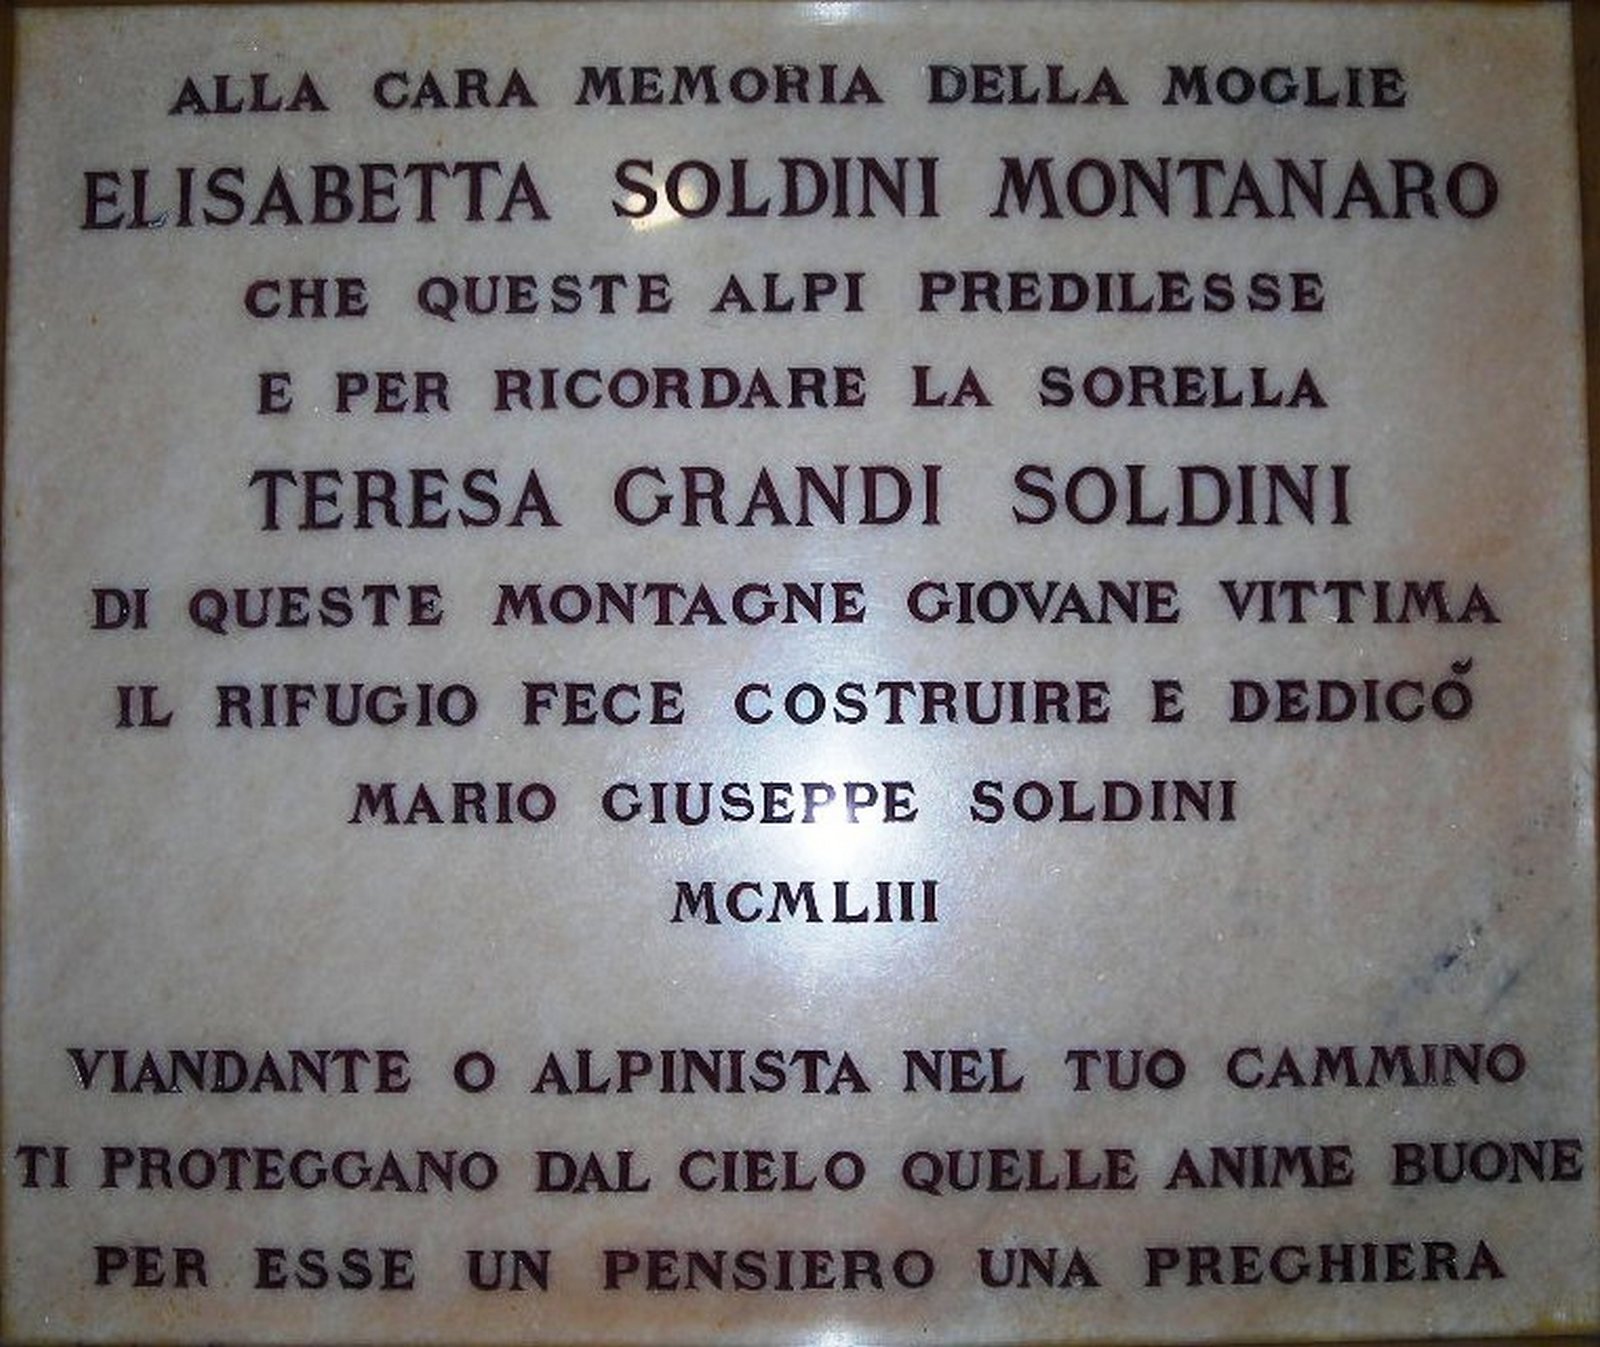 ALLA CARA MEMORIA DELLA MOGLIE
ELISABETTA SOLDINI MONTANARO
CHE QUESTE ALPI PREDILESSE
E PER RICORDARE LA SORELLA
TERESA GRANDI SOLDINI
DI QUESTE MONTAGNE GIOVANE VITTIMA
IL RIFUGIO FECE COSTRUIRE E DEDICÒ
MARIO GIUSEPPE SOLDINI
MCMLIII
VIANDANTE O ALPINISTA NEL TUO CAMMINO
TI PROTEGGANO DAL CIELO QUELLE ANIME BUONE
PER ESSE UN PENSIERO UNA PREGHIERA